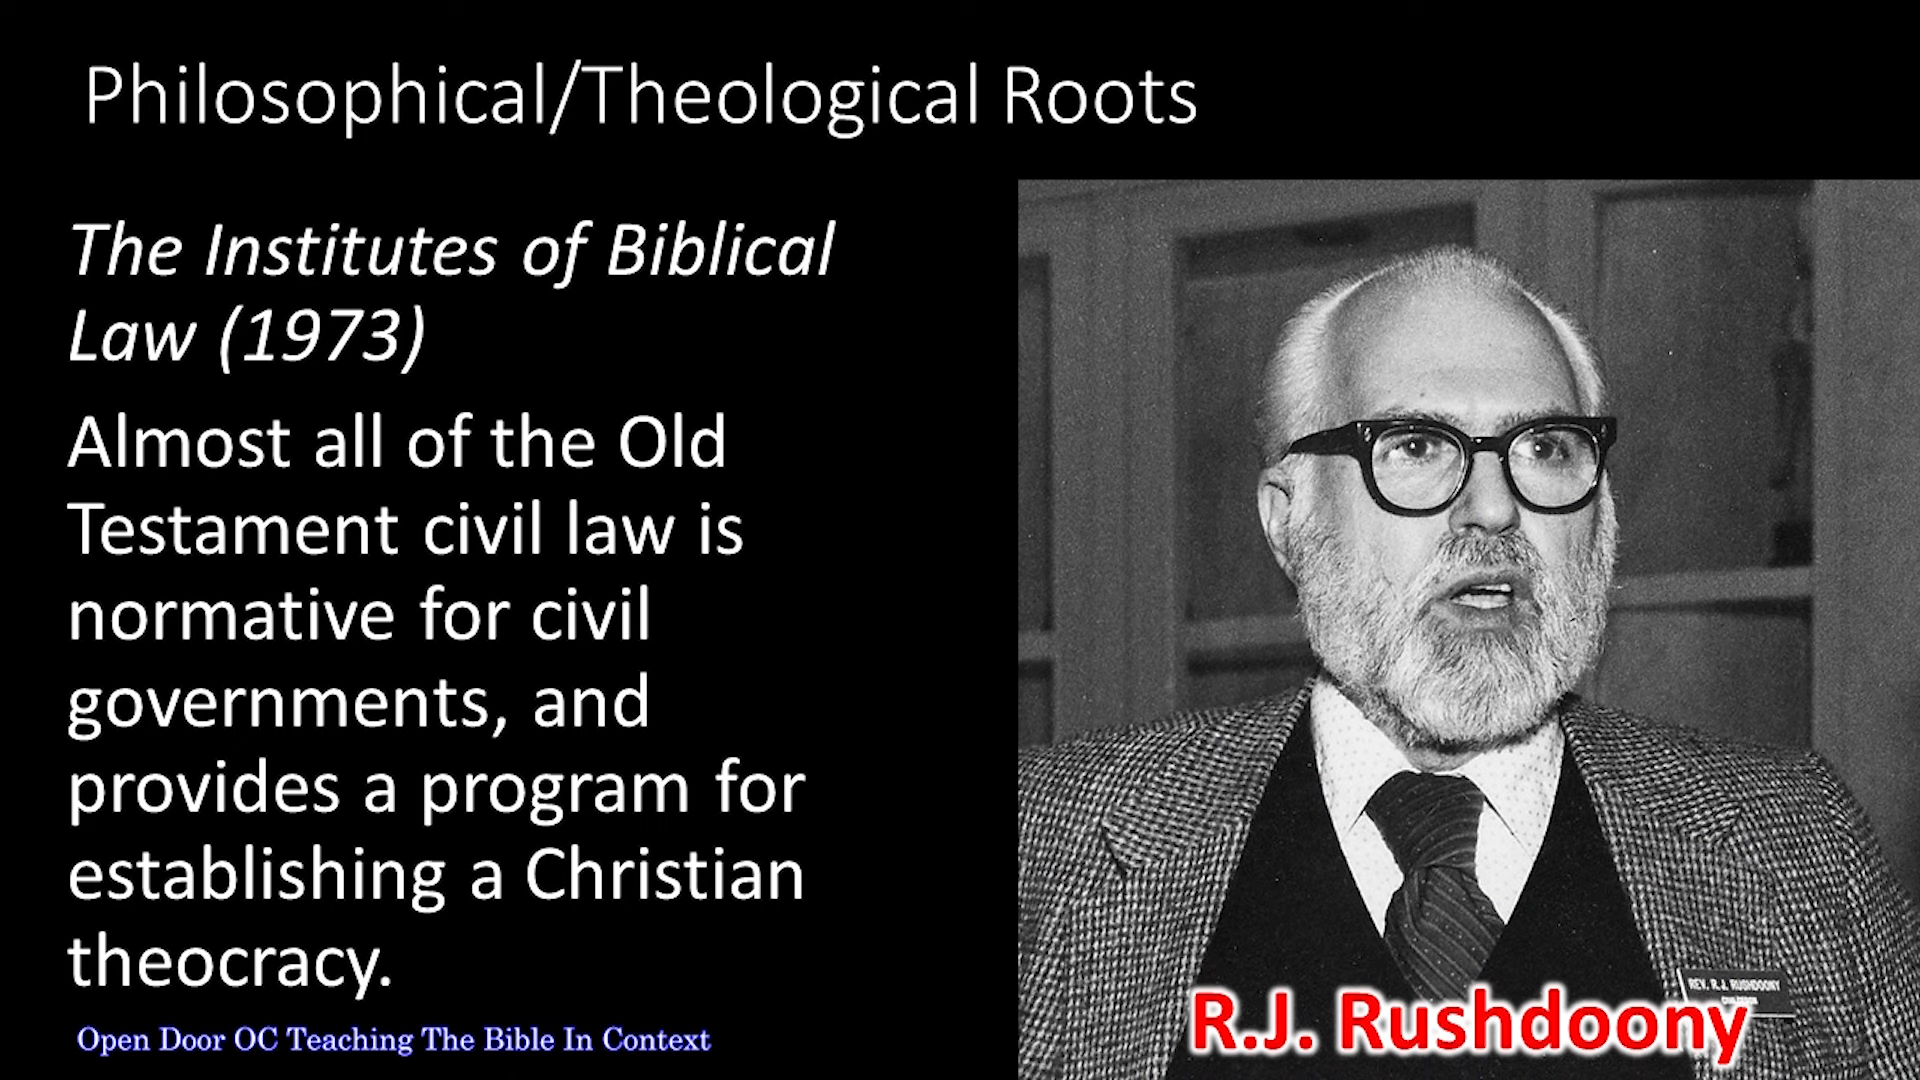 Philosophical/Theological Roots
The Institutes of Biblical
Law (1973)
Almost all of the Old
Testament civil law is
normative for civil
governments, and
provides a program for
establishing a Christian
theocracy.
Open Door OC Teaching The Bible In Context
REV. R.J. RUSHDOONY
R.J. Rushdoony